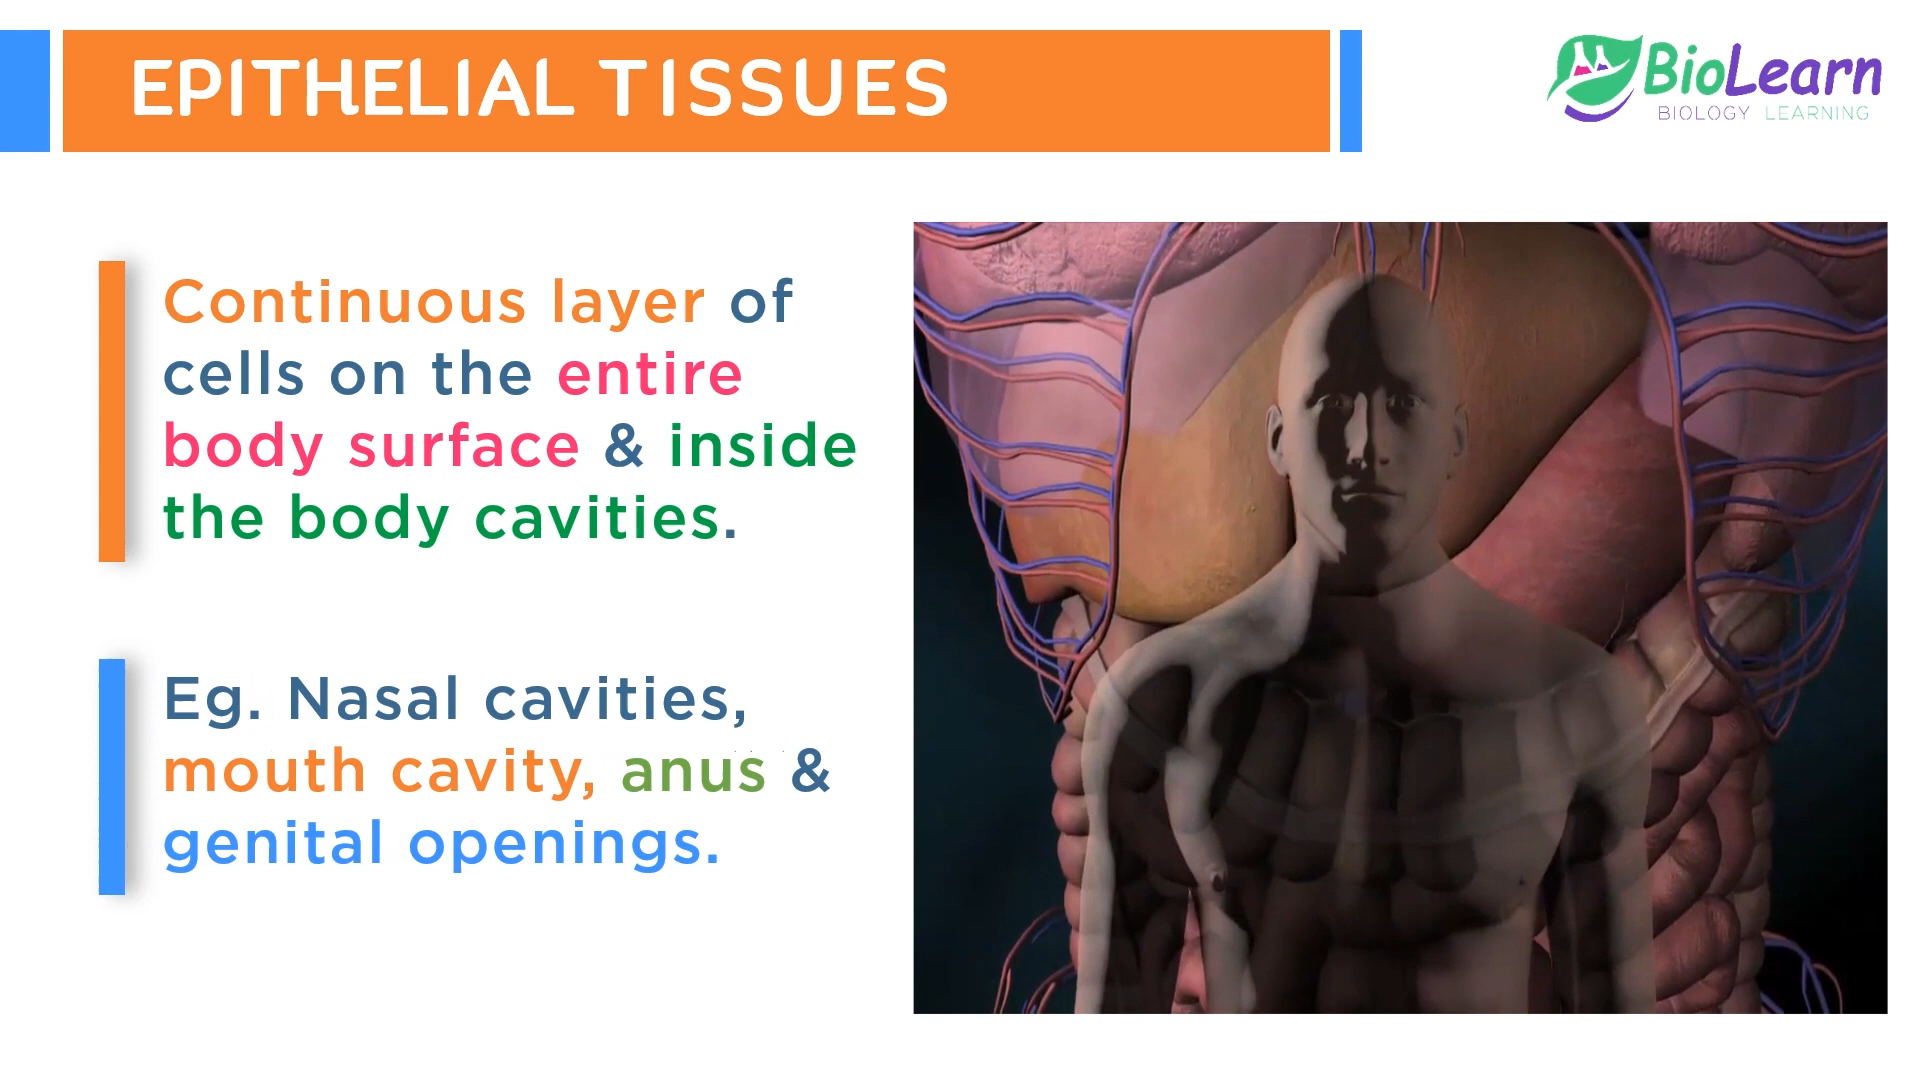 EPITHELIAL TISSUES
BioLearn
BIOLOGY LEARNING
Continuous layer of
cells on the entire
body surface & inside
the body cavities.
Eg. Nasal cavities,
mouth cavity, anus &
genital openings.